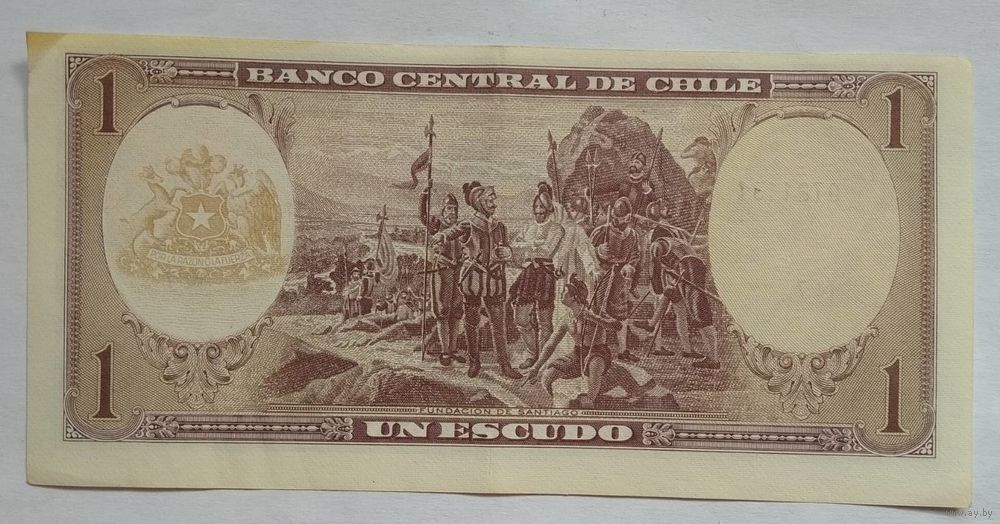 BANCO CENTRAL DE CHILE
1 1
POR LA RAZON O LA FUERZA
1 1
FUNDACION DE SANTIAGO
UN ESCUDO